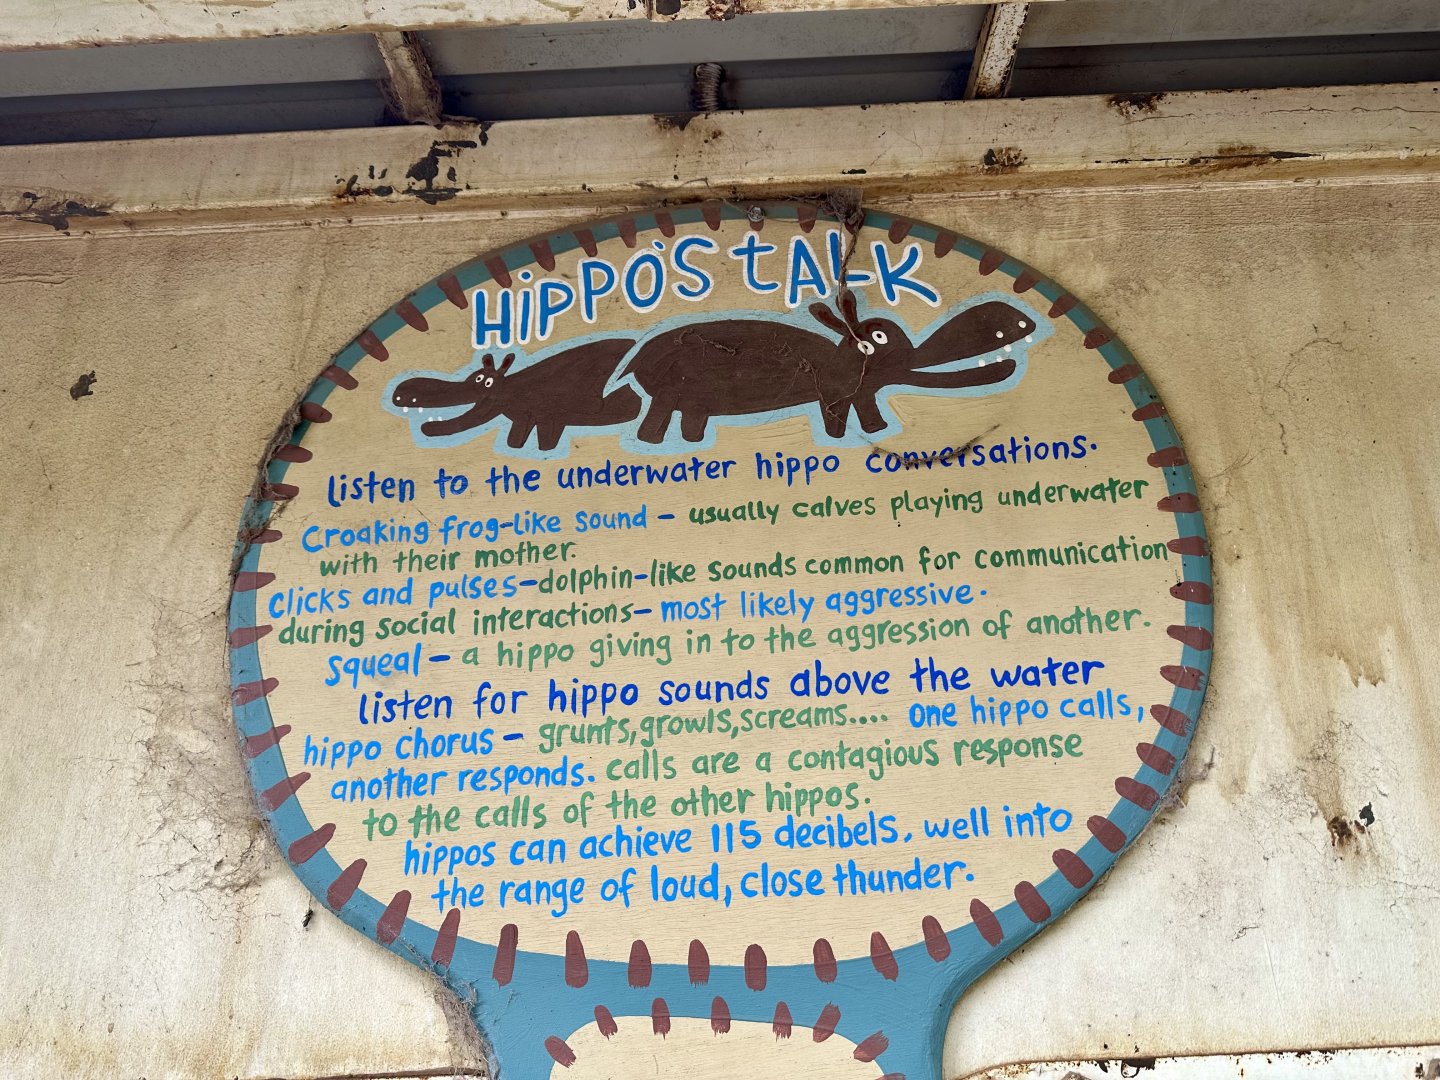 HiPPO'S tALK
listen to the underwater hippo conversations.
Croaking frog-like sound - usually calves playing underwater
with their mother.
Clicks and pulses-dolphin-like sounds common for communication
during social interactions- most likely aggressive.
Squeal - a hippo giving in to the aggression of another.
listen for hippo sounds above the water
hippo chorus - grunts, growls, screams.... one hippo calls,
another responds. calls are a contagious response
to the calls of the other hippos.
hippos can achieve 115 decibels. well into
the range of loud, close thunder.